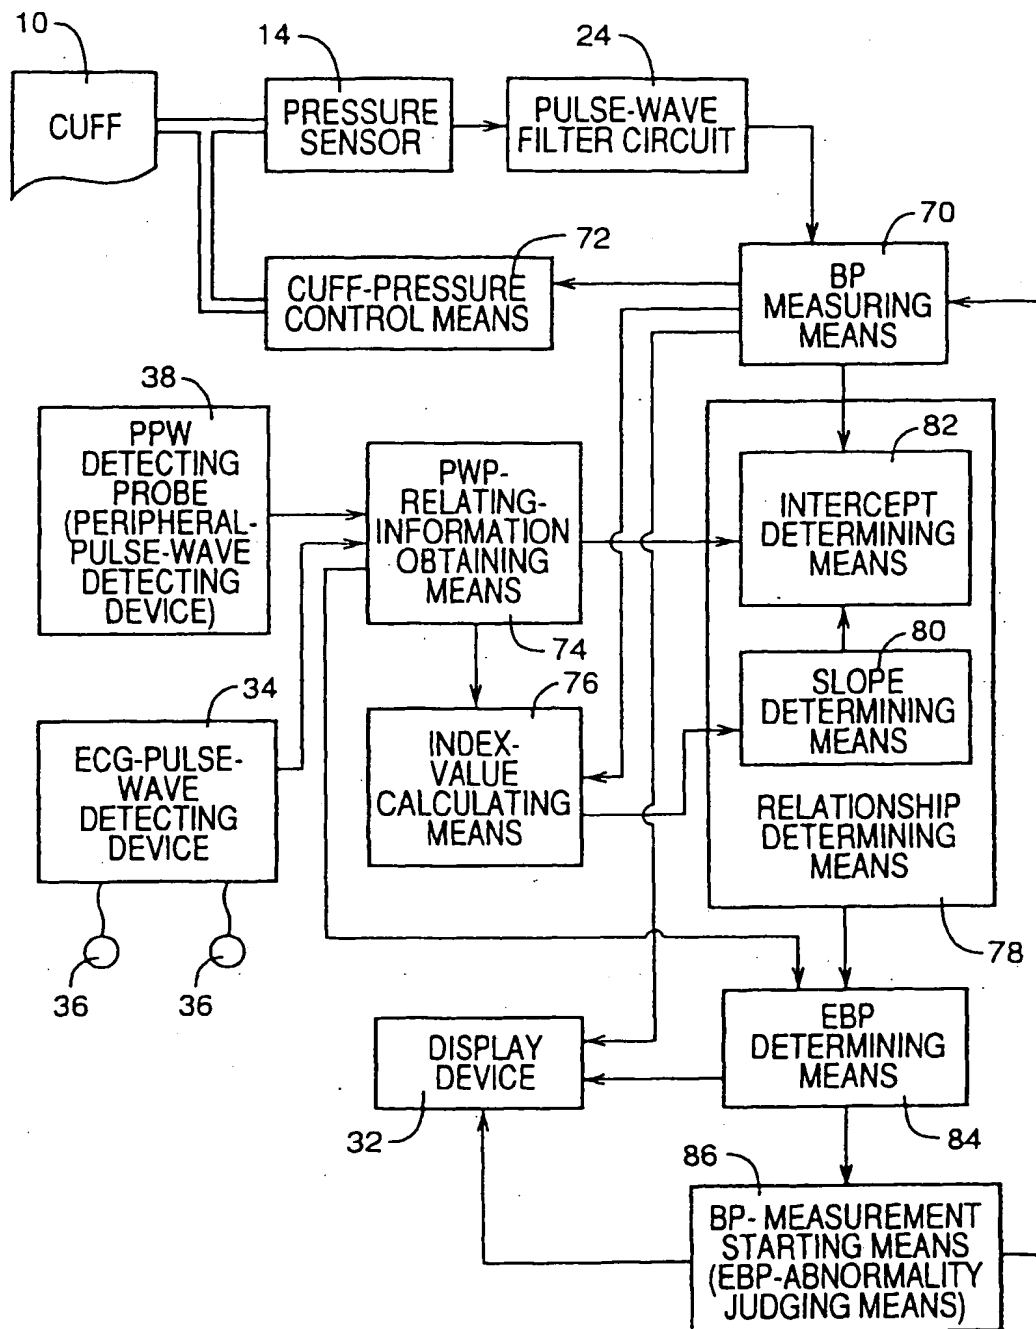 10
14
24
CUFF
PRESSURE
SENSOR
PULSE-WAVE
FILTER CIRCUIT
70
72
BP
MEASURING
MEANS
CUFF-PRESSURE
CONTROL MEANS
38
PPW
DETECTING
PROBE
(PERIPHERAL-
PULSE-WAVE
DETECTING
DEVICE)
PWP-
RELATING-
INFORMATION
OBTAINING
MEANS
74
82
INTERCEPT
DETERMINING
MEANS
80
SLOPE
DETERMINING
MEANS
RELATIONSHIP
DETERMINING
MEANS
78
34
ECG-PULSE-
WAVE
DETECTING
DEVICE
36
36
76
INDEX-
VALUE
CALCULATING
MEANS
DISPLAY
DEVICE
32
EBP
DETERMINING
MEANS
84
86
BP- MEASUREMENT
STARTING MEANS
(EBP-ABNORMALITY
JUDGING MEANS)